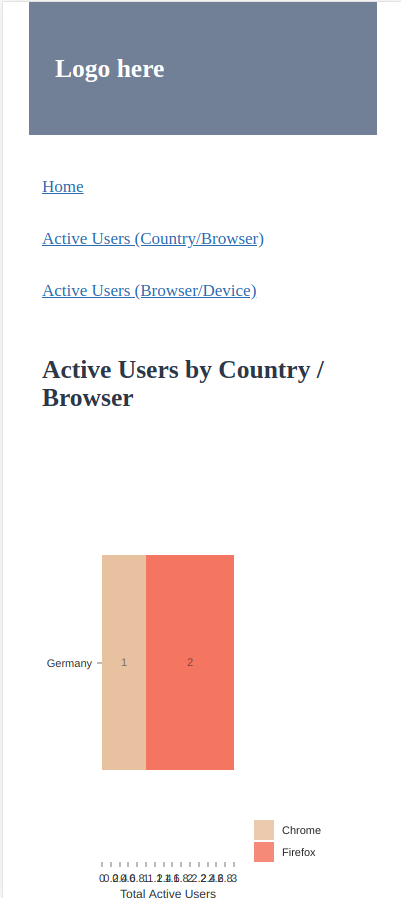 Logo here
Home
Active Users (Country/Browser)
Active Users (Browser/Device)
Active Users by Country /
Browser
1
2
Germany
Chrome
Firefox
Total Active Users